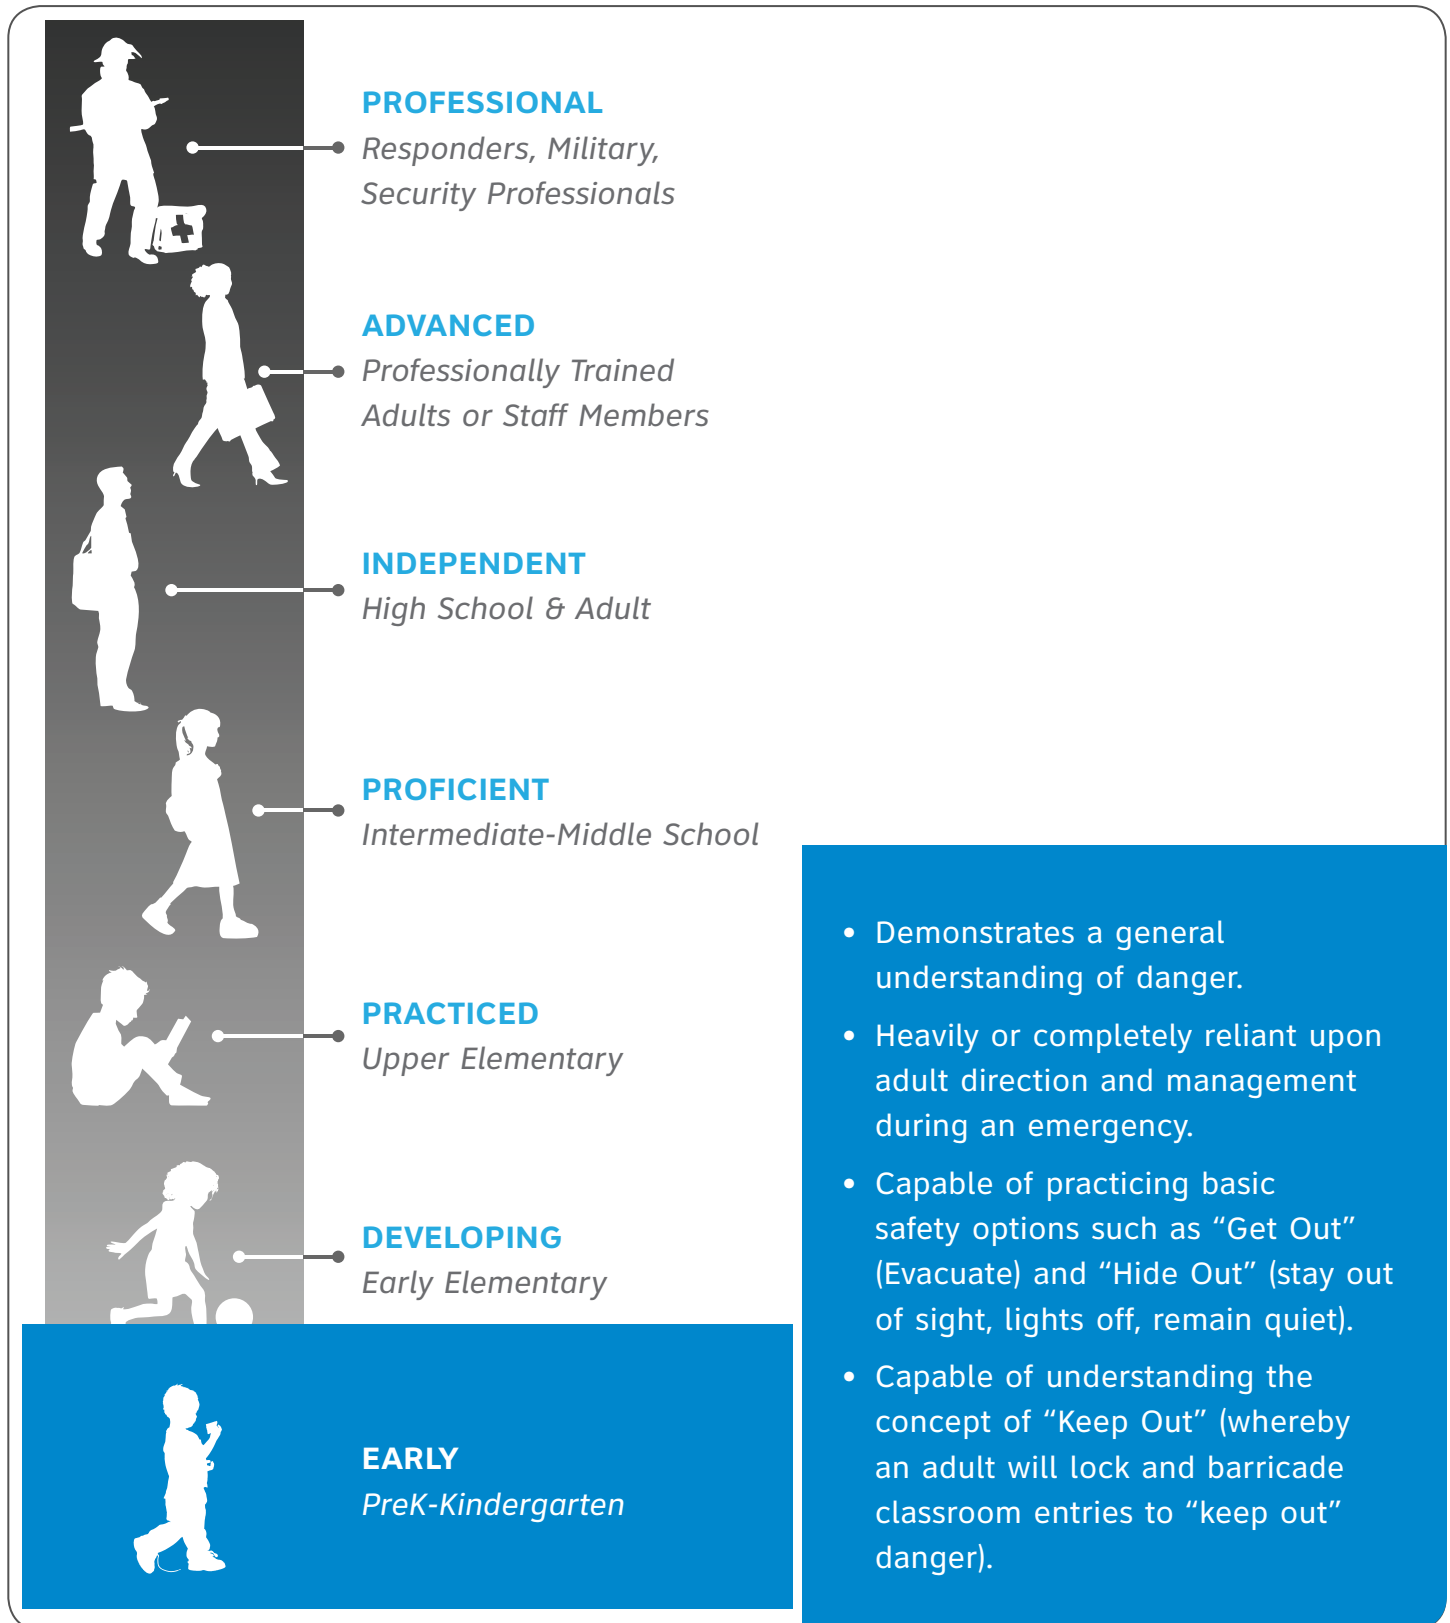 PROFESSIONAL
Responders, Military,
Security Professionals
ADVANCED
Professionally Trained
Adults or Staff Members
INDEPENDENT
High School & Adult
PROFICIENT
Intermediate-Middle School
PRACTICED
Upper Elementary
DEVELOPING
Early Elementary
EARLY
PreK-Kindergarten
• Demonstrates a general
understanding of danger.
• Heavily or completely reliant upon
adult direction and management
during an emergency.
• Capable of practicing basic
safety options such as “Get Out”
(Evacuate) and “Hide Out” (stay out
of sight, lights off, remain quiet).
• Capable of understanding the
concept of “Keep Out” (whereby
an adult will lock and barricade
classroom entries to “keep out”
danger).